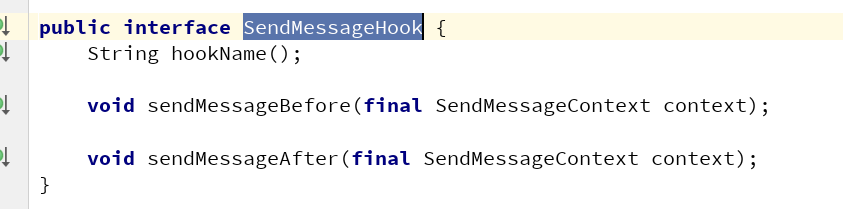 public interface SendMessageHook {
    String hookName();
    void sendMessageBefore(final SendMessageContext context);
    void sendMessageAfter(final SendMessageContext context);
}